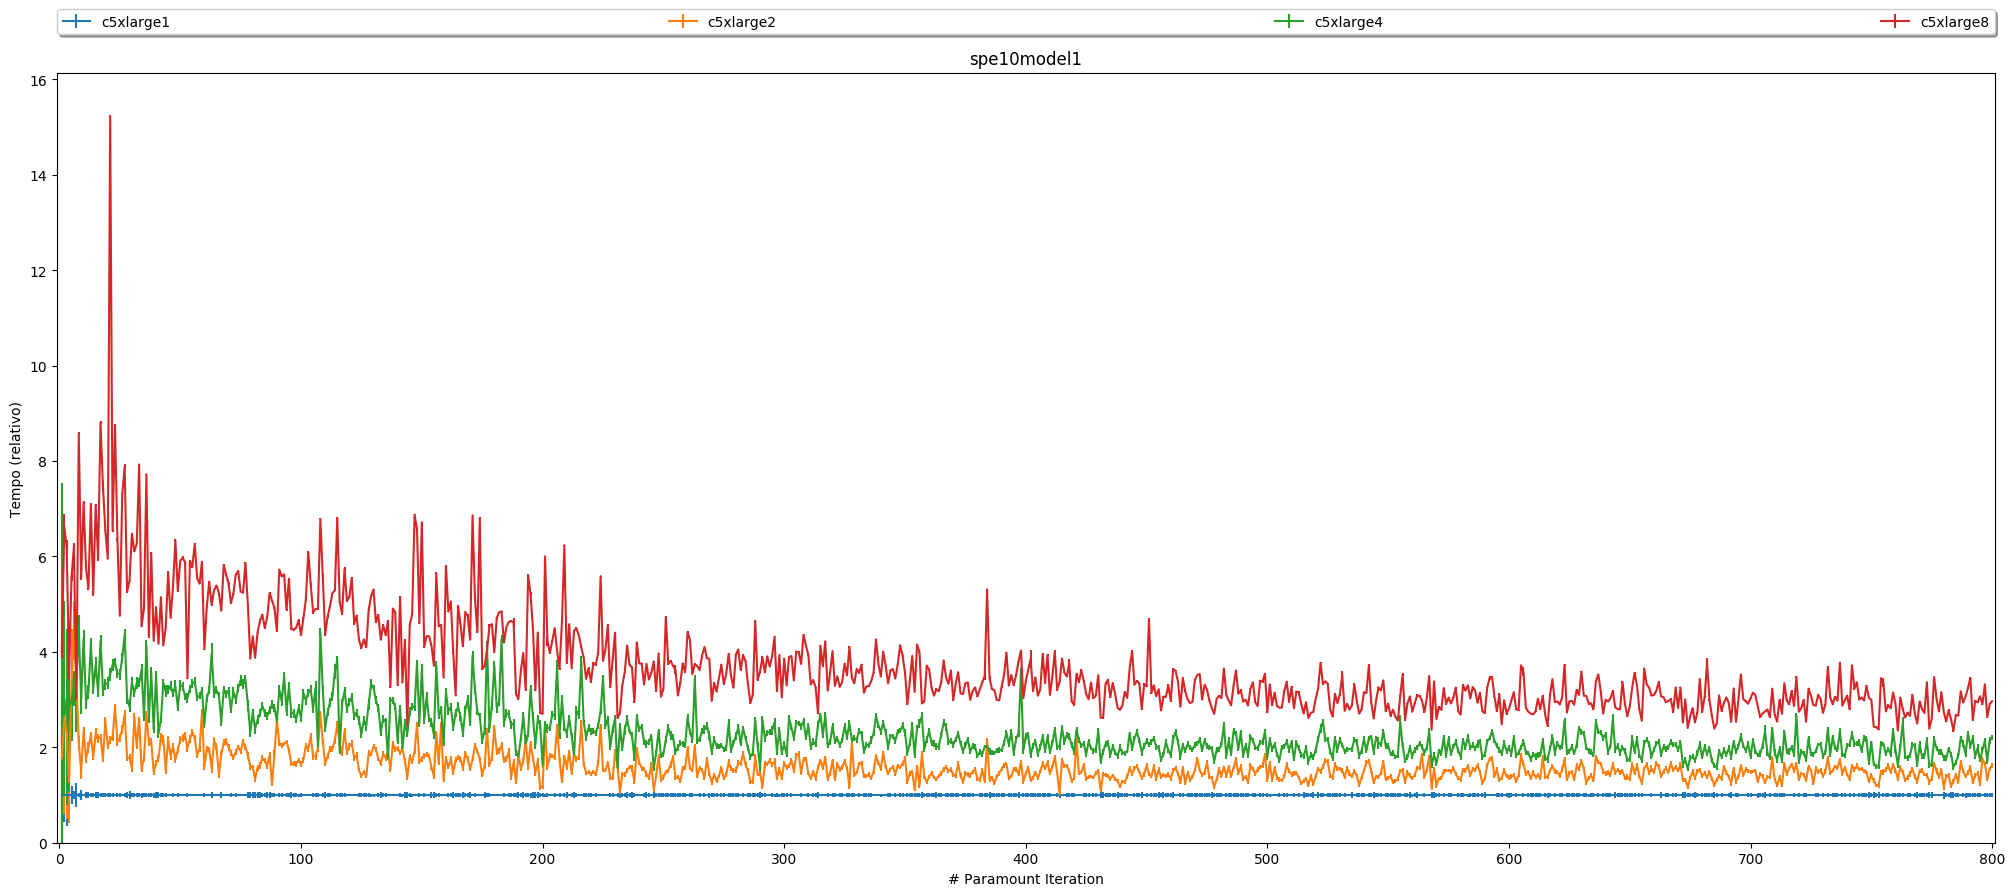 c5xlarge1 c5xlarge2 c5xlarge4 c5xlarge8
spe10model1
16
14
12
10
8
6
4
2
0
Tempo (relativo)
0 100 200 300 400 500 600 700 800
# Paramount Iteration